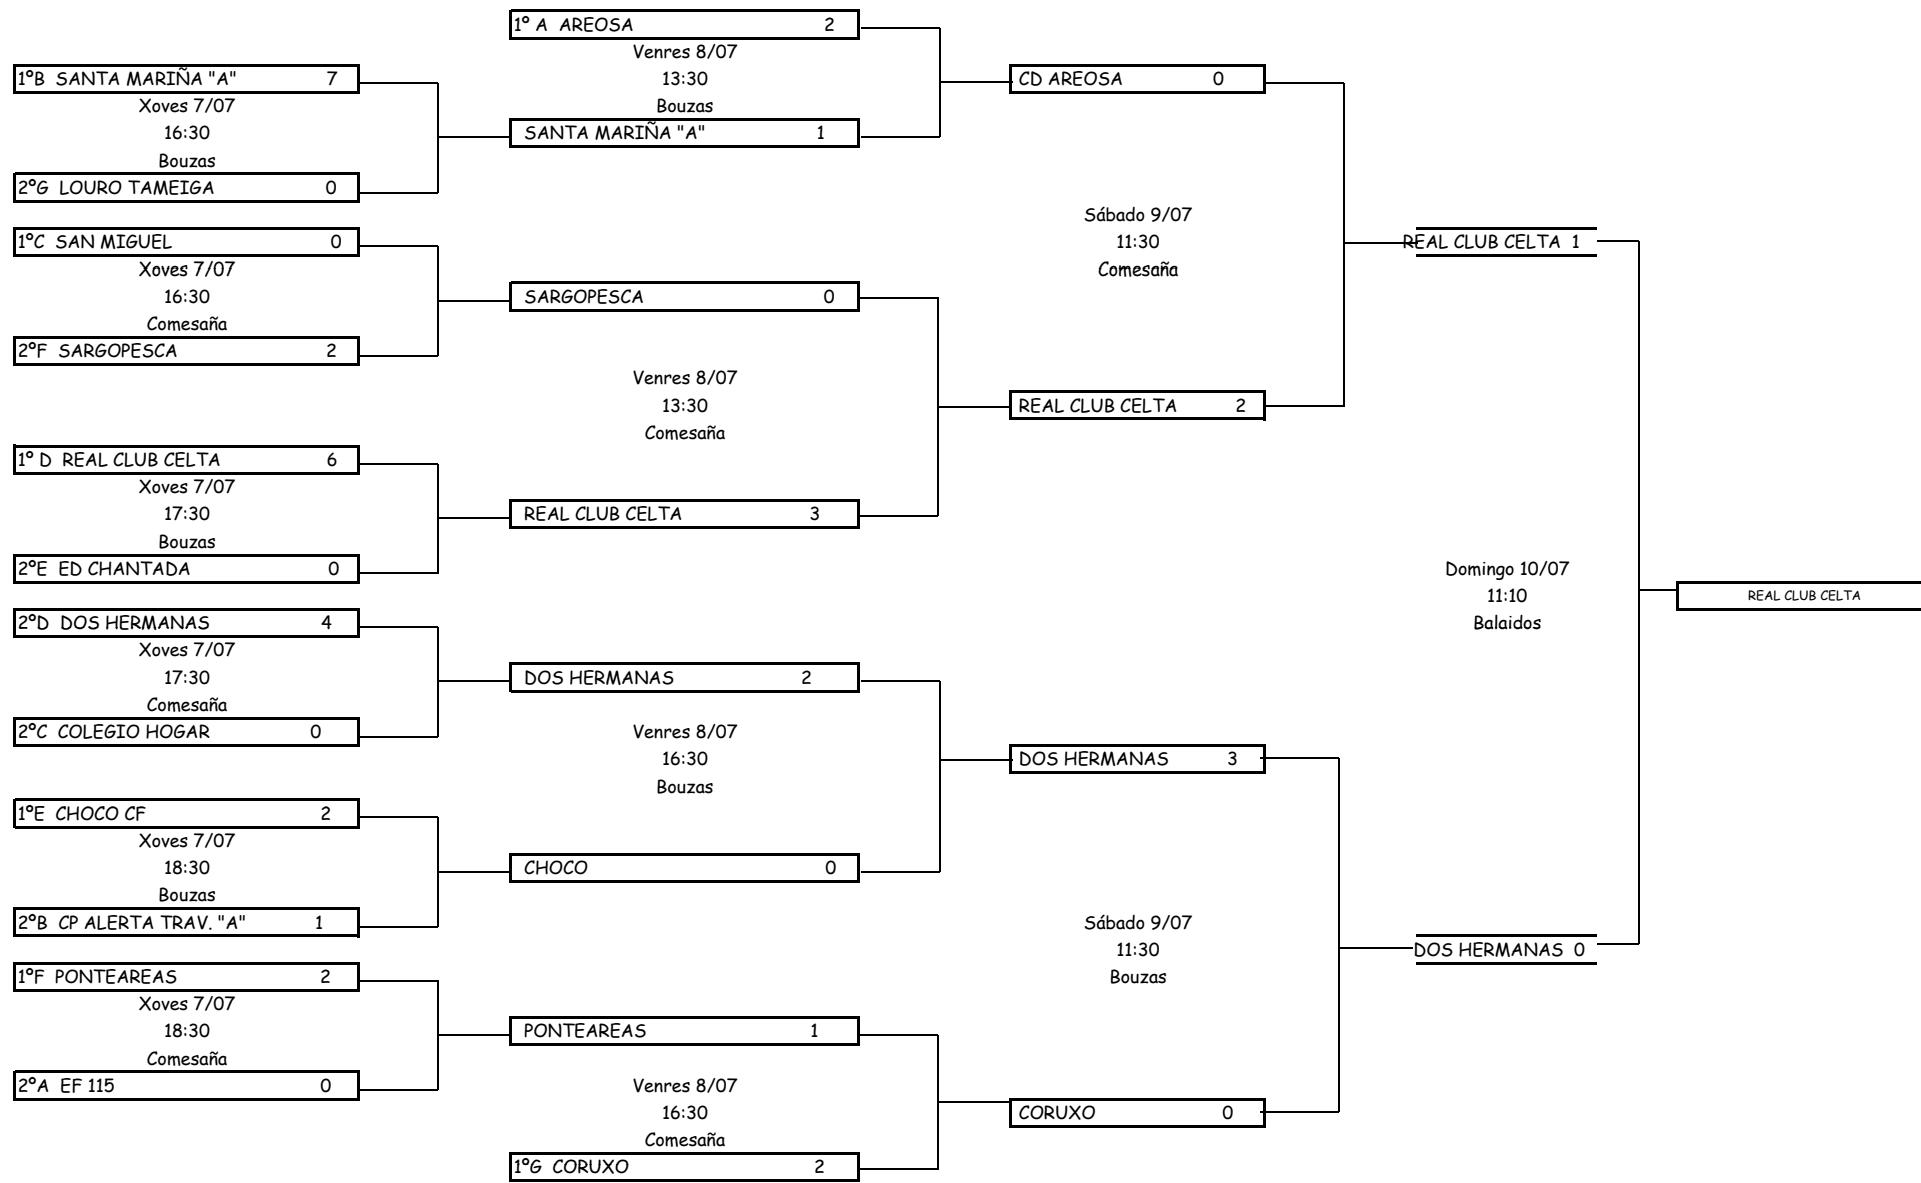 1º A AREOSA 2
Venres 8/07
13:30
Bouzas
SANTA MARIÑA "A" 1
1ºB SANTA MARIÑA "A" 7
Xoves 7/07
16:30
Bouzas
2ºG LOURO TAMEIGA 0
1ºC SAN MIGUEL 0
Xoves 7/07
16:30
Comesaña
2ºF SARGOPESCA 2
1º D REAL CLUB CELTA 6
Xoves 7/07
17:30
Bouzas
2ºE ED CHANTADA 0
2ºD DOS HERMANAS 4
Xoves 7/07
17:30
Comesaña
2ºC COLEGIO HOGAR 0
1ºE CHOCO CF 2
Xoves 7/07
18:30
Bouzas
2ºB CP ALERTA TRAV. "A" 1
1ºF PONTEAREAS 2
Xoves 7/07
18:30
Comesaña
2ºA EF 115 0
SARGOPESCA 0
Venres 8/07
13:30
Comesaña
REAL CLUB CELTA 3
DOS HERMANAS 2
Venres 8/07
16:30
Bouzas
CHOCO 0
PONTEAREAS 1
Venres 8/07
16:30
Comesaña
1ºG CORUXO 2
CD AREOSA 0
Sábado 9/07
11:30
Comesaña
REAL CLUB CELTA 2
DOS HERMANAS 3
Sábado 9/07
11:30
Bouzas
CORUXO 0
REAL CLUB CELTA 1
Domingo 10/07
11:10
Balaidos
DOS HERMANAS 0
REAL CLUB CELTA